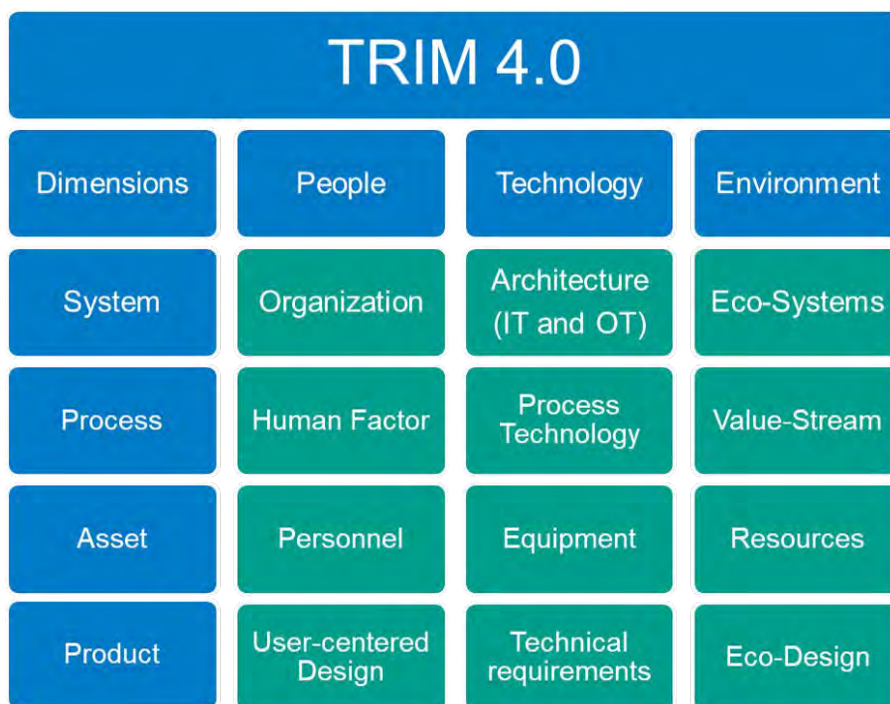 TRIM 4.0
Dimensions People Technology Environment
System Organization Architecture (IT and OT) Eco-Systems
Process Human Factor Process Technology Value-Stream
Asset Personnel Equipment Resources
Product User-centered Design Technical requirements Eco-Design